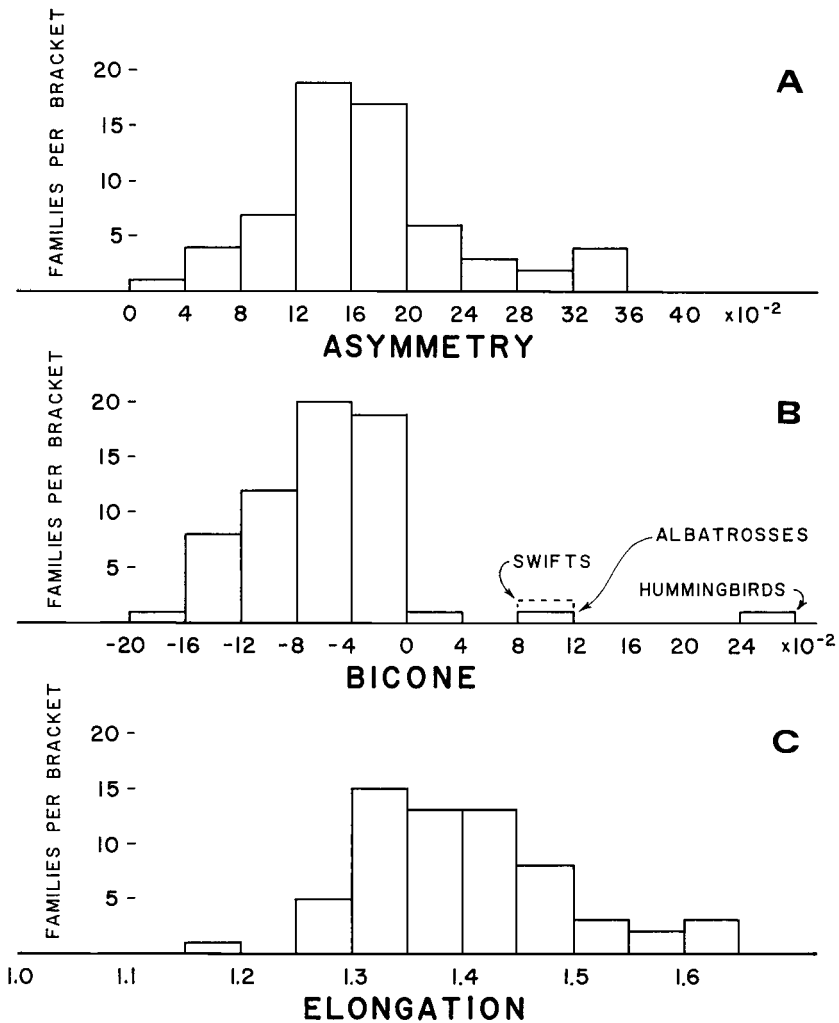 FAMILIES PER BRACKET
A
20
15
10
5
0 4 8 12 16 20 24 28 32 36 40 x10⁻²
ASYMMETRY
FAMILIES PER BRACKET
B
20
15
10
5
SWIFTS
ALBATROSSES
HUMMINGBIRDS
-20 -16 -12 -8 -4 0 4 8 12 16 20 24 x10⁻²
BICONE
FAMILIES PER BRACKET
C
20
15
10
5
1.0 1.1 1.2 1.3 1.4 1.5 1.6
ELONGATION